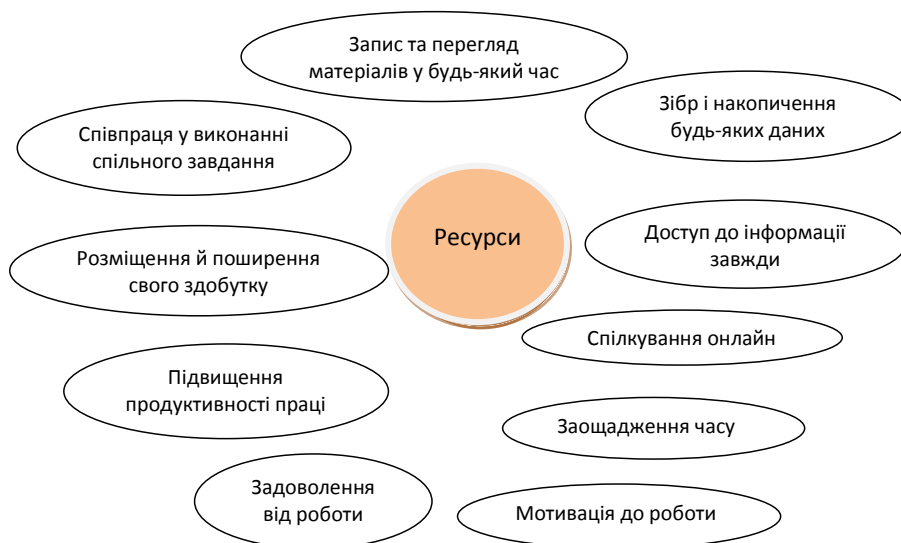 Запис та перегляд
матеріалів у будь-який час
Зібр і накопичення
будь-яких даних
Співпраця у виконанні
спільного завдання
Ресурси
Доступ до інформації
завжди
Розміщення й поширення
свого здобутку
Спілкування онлайн
Підвищення
продуктивності праці
Заощадження часу
Задоволення
від роботи
Мотивація до роботи